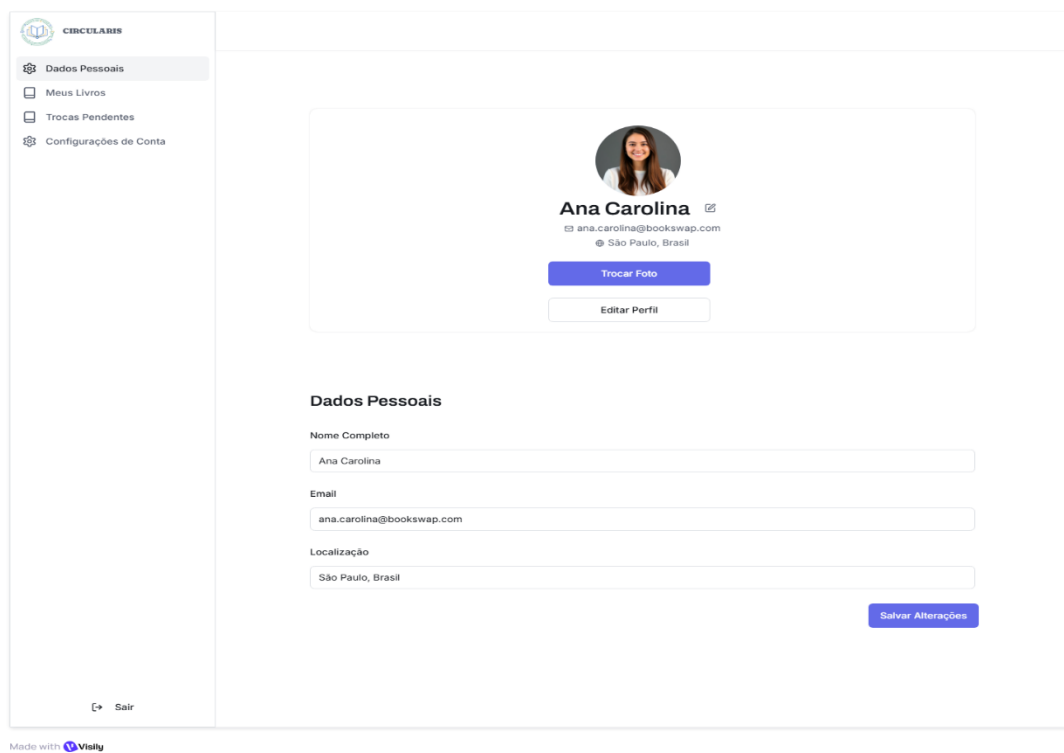 CIRCULARIS
Dados Pessoais
Meus Livros
Trocas Pendentes
Configurações de Conta
Ana Carolina
ana.carolina@bookswap.com
São Paulo, Brasil
Trocar Foto
Editar Perfil
Dados Pessoais
Nome Completo
Ana Carolina
Email
ana.carolina@bookswap.com
Localização
São Paulo, Brasil
Salvar Alterações
Sair
Made with Visily